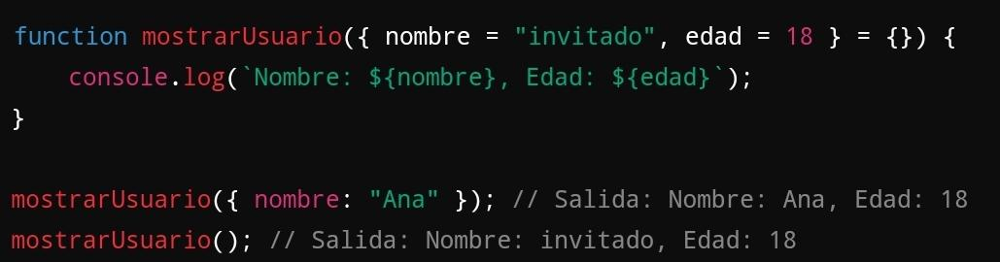 function mostrarUsuario({ nombre = "invitado", edad = 18 } = {}) {
    console.log(`Nombre: ${nombre}, Edad: ${edad}`);
}

mostrarUsuario({ nombre: "Ana" }); // Salida: Nombre: Ana, Edad: 18
mostrarUsuario(); // Salida: Nombre: invitado, Edad: 18